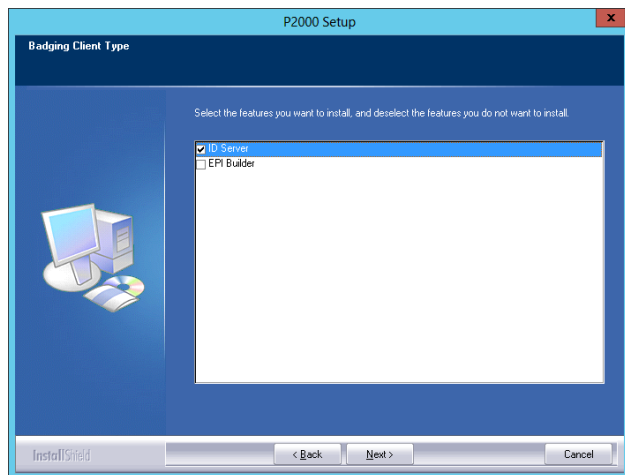 P2000 Setup
x
Badging Client Type
Select the features you want to install, and deselect the features you do not want to install.
ID Server
EPI Builder
InstallShield
< Back
Next >
Cancel